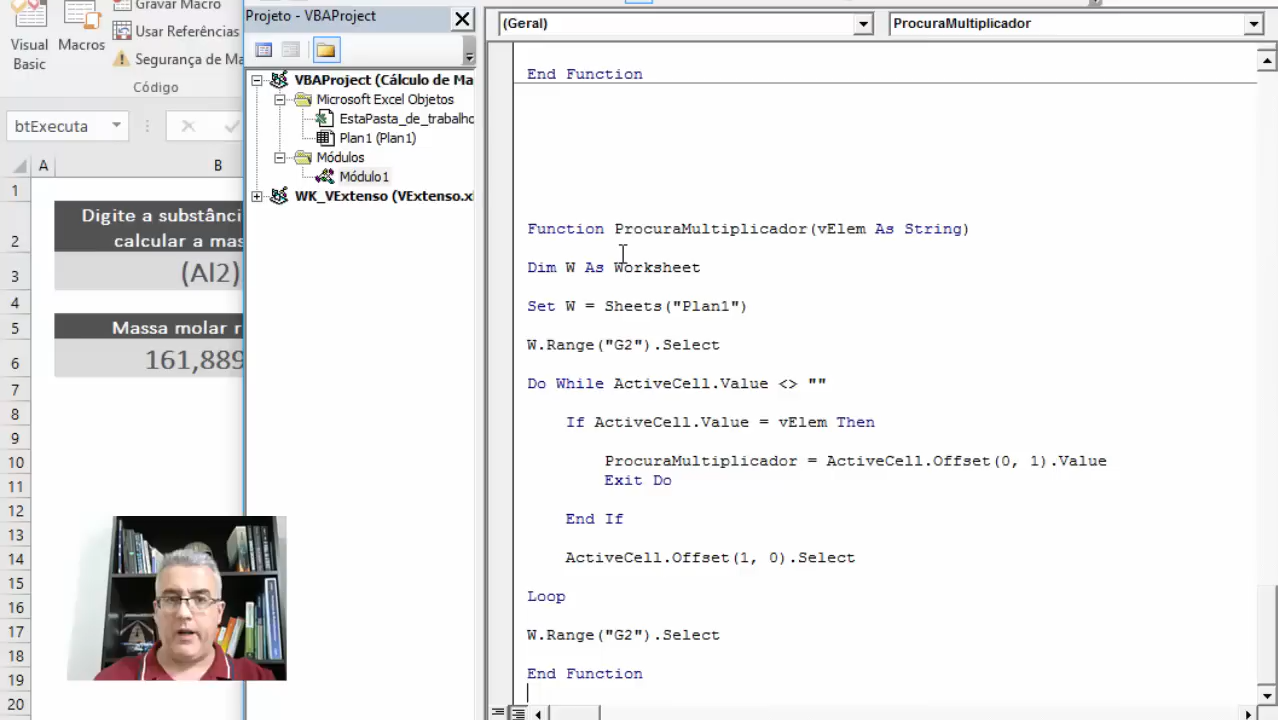 Gravar Macro
Usar Referências
Segurança de Ma
Visual
Basic
Macros
Código
btExecuta
A
B
1
2
3
4
5
6
7
8
9
10
11
12
13
14
15
16
17
18
19
20
Digite a substânci
calcular a mas
(Al2)
Massa molar r
161,889
Projeto - VBAProject
VBAProject (Cálculo de Ma
Microsoft Excel Objetos
EstaPasta_de_trabalho
Plan1 (Plan1)
Módulos
Módulo1
WK_VExtenso (VExtenso.x
(Geral)
ProcuraMultiplicador
End Function
Function ProcuraMultiplicador(vElem As String)
Dim W As Worksheet
Set W = Sheets("Plan1")
W.Range("G2").Select
Do While ActiveCell.Value <> ""
If ActiveCell.Value = vElem Then
ProcuraMultiplicador = ActiveCell.Offset(0, 1).Value
Exit Do
End If
ActiveCell.Offset(1, 0).Select
Loop
W.Range("G2").Select
End Function